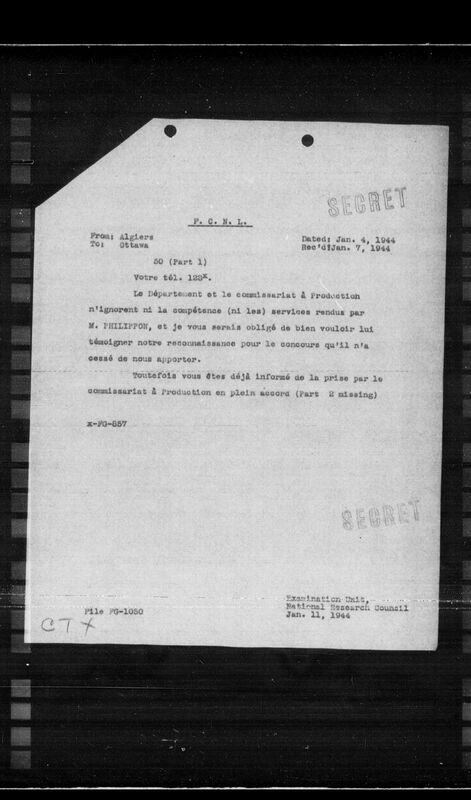 SECRET
F. C. N. L.
From: Algiers
To: Ottawa
Dated: Jan. 4, 1944
Rec'd: Jan. 7, 1944
50 (Part 1)
Votre tél. 122x.
Le Département et le commissariat à Production
n'ignorent ni la compétence (ni les) services rendus par
M. PHILIPPON, et je vous serais obligé de bien vouloir lui
témoigner notre reconnaissance pour le concours qu'il n'a
cessé de nous apporter.
Toutefois vous êtes déjà informé de la prise par le
commissariat à Production en plein accord (Part 2 missing)
x-FG-857
SECRET
Examination Unit,
National Research Council
Jan. 11, 1944
File FG-1050
CTX